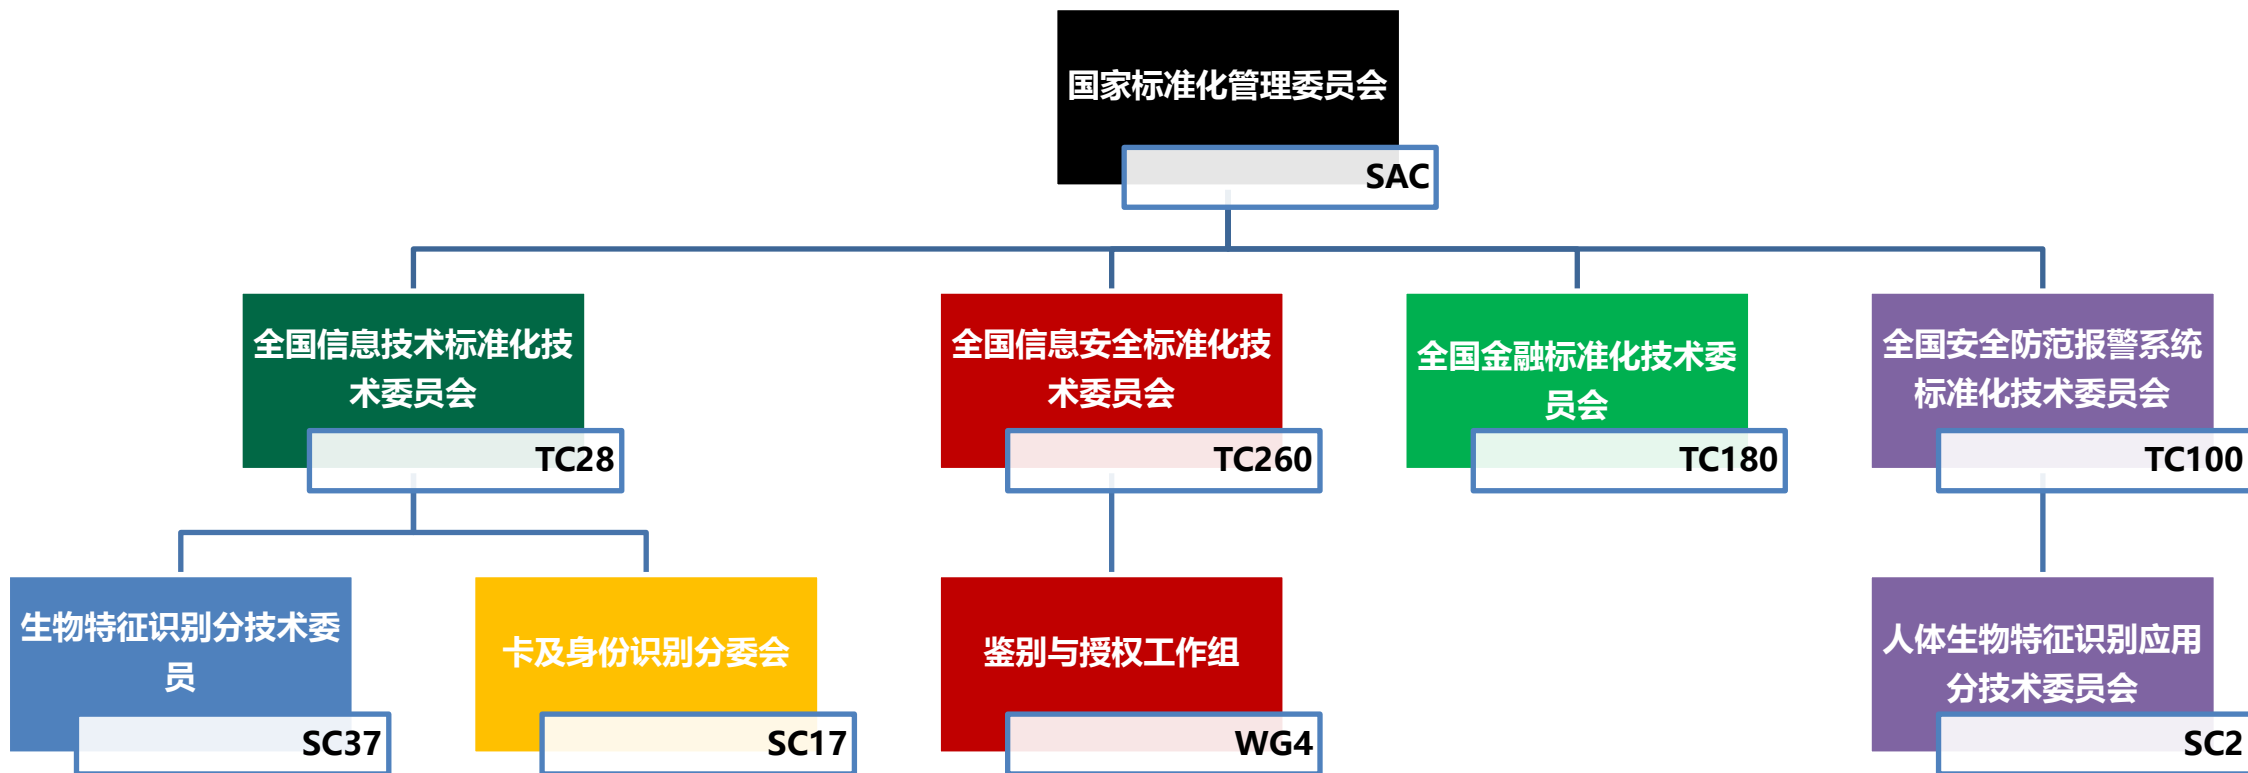 国家标准化管理委员会
SAC
全国信息技术标准化技
术委员会
TC28
全国信息安全标准化技
术委员会
TC260
全国金融标准化技术委
员会
TC180
全国安全防范报警系统
标准化技术委员会
TC100
生物特征识别分技术委
员
SC37
卡及身份识别分委会
SC17
鉴别与授权工作组
WG4
人体生物特征识别应用
分技术委员会
SC2